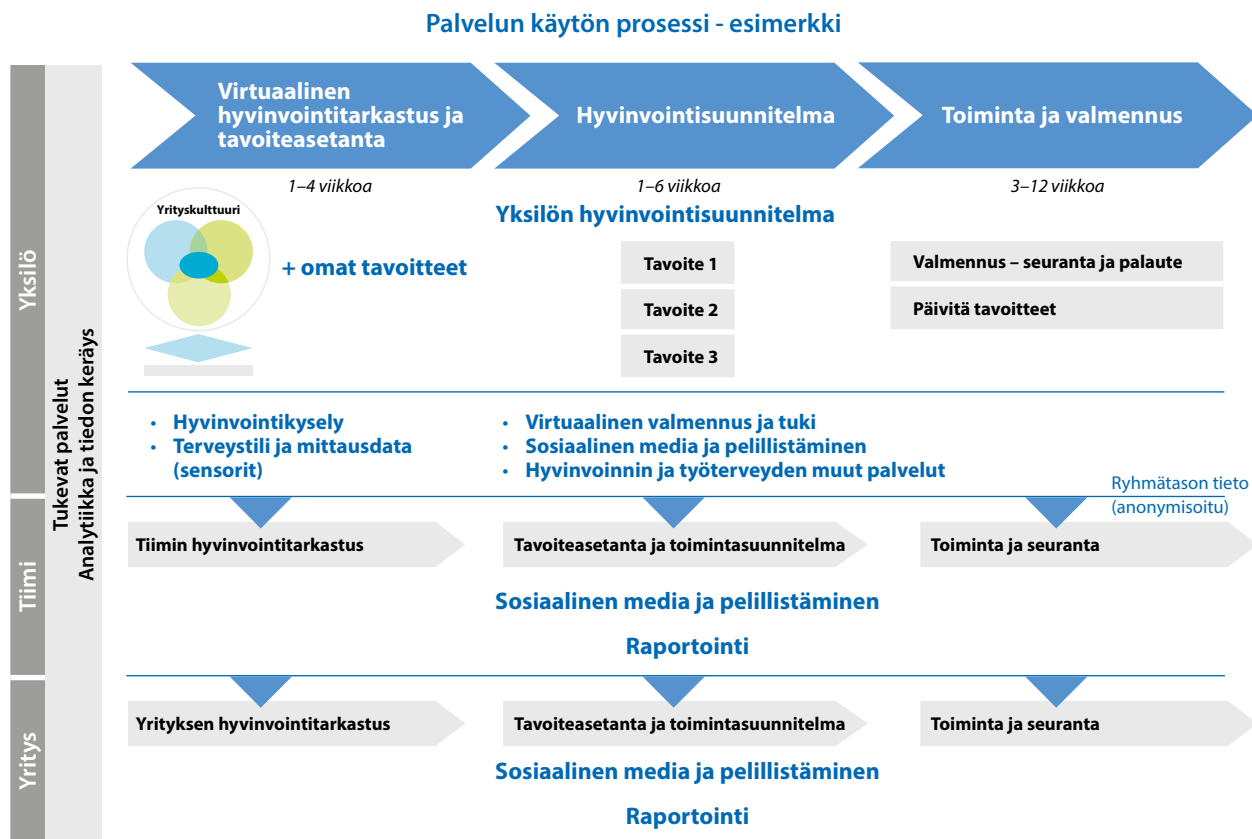 Palvelun käytön prosessi - esimerkki
Virtuaalinen
hyvinvointitarkastus ja
tavoiteasetanta
Hyvinvointisuunnitelma
Toiminta ja valmennus
1–4 viikkoa
1–6 viikkoa
3–12 viikkoa
Yksilö
Tukevat palvelut
Analytiikka ja tiedon keräys
Yrityskulttuuri
+ omat tavoitteet
Yksilön hyvinvointisuunnitelma
Tavoite 1
Tavoite 2
Tavoite 3
Valmennus – seuranta ja palaute
Päivitä tavoitteet
• Hyvinvointikysely
• Terveystili ja mittausdata
(sensorit)
• Virtuaalinen valmennus ja tuki
• Sosiaalinen media ja pelillistäminen
• Hyvinvoinnin ja työterveyden muut palvelut
Ryhmätason tieto
(anonymisoitu)
Tiimi
Tiimin hyvinvointitarkastus
Tavoiteasetanta ja toimintasuunnitelma
Toiminta ja seuranta
Sosiaalinen media ja pelillistäminen
Raportointi
Yritys
Yrityksen hyvinvointitarkastus
Tavoiteasetanta ja toimintasuunnitelma
Toiminta ja seuranta
Sosiaalinen media ja pelillistäminen
Raportointi